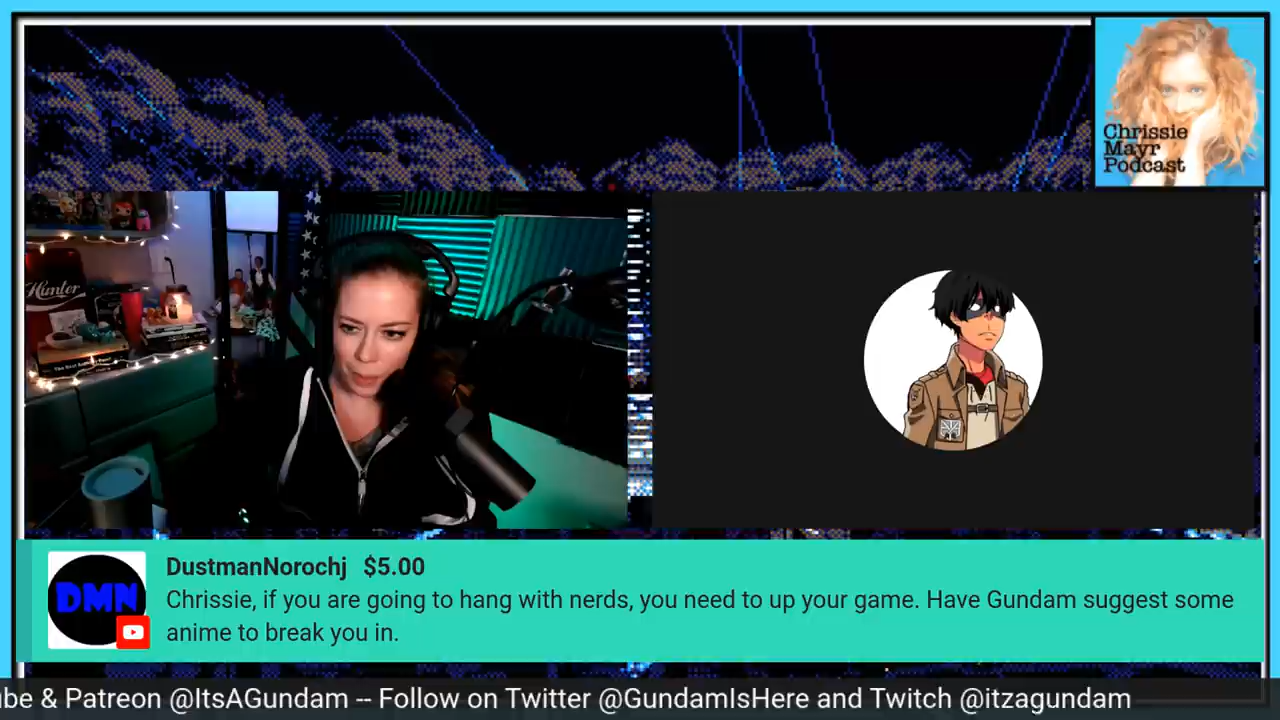 Chrissie
Mayr
Podcast
Hunter
DMN
DustmanNorochj $5.00
Chrissie, if you are going to hang with nerds, you need to up your game. Have Gundam suggest some
anime to break you in.
be & Patreon @ItsAGundam -- Follow on Twitter @GundamIsHere and Twitch @itzagundam